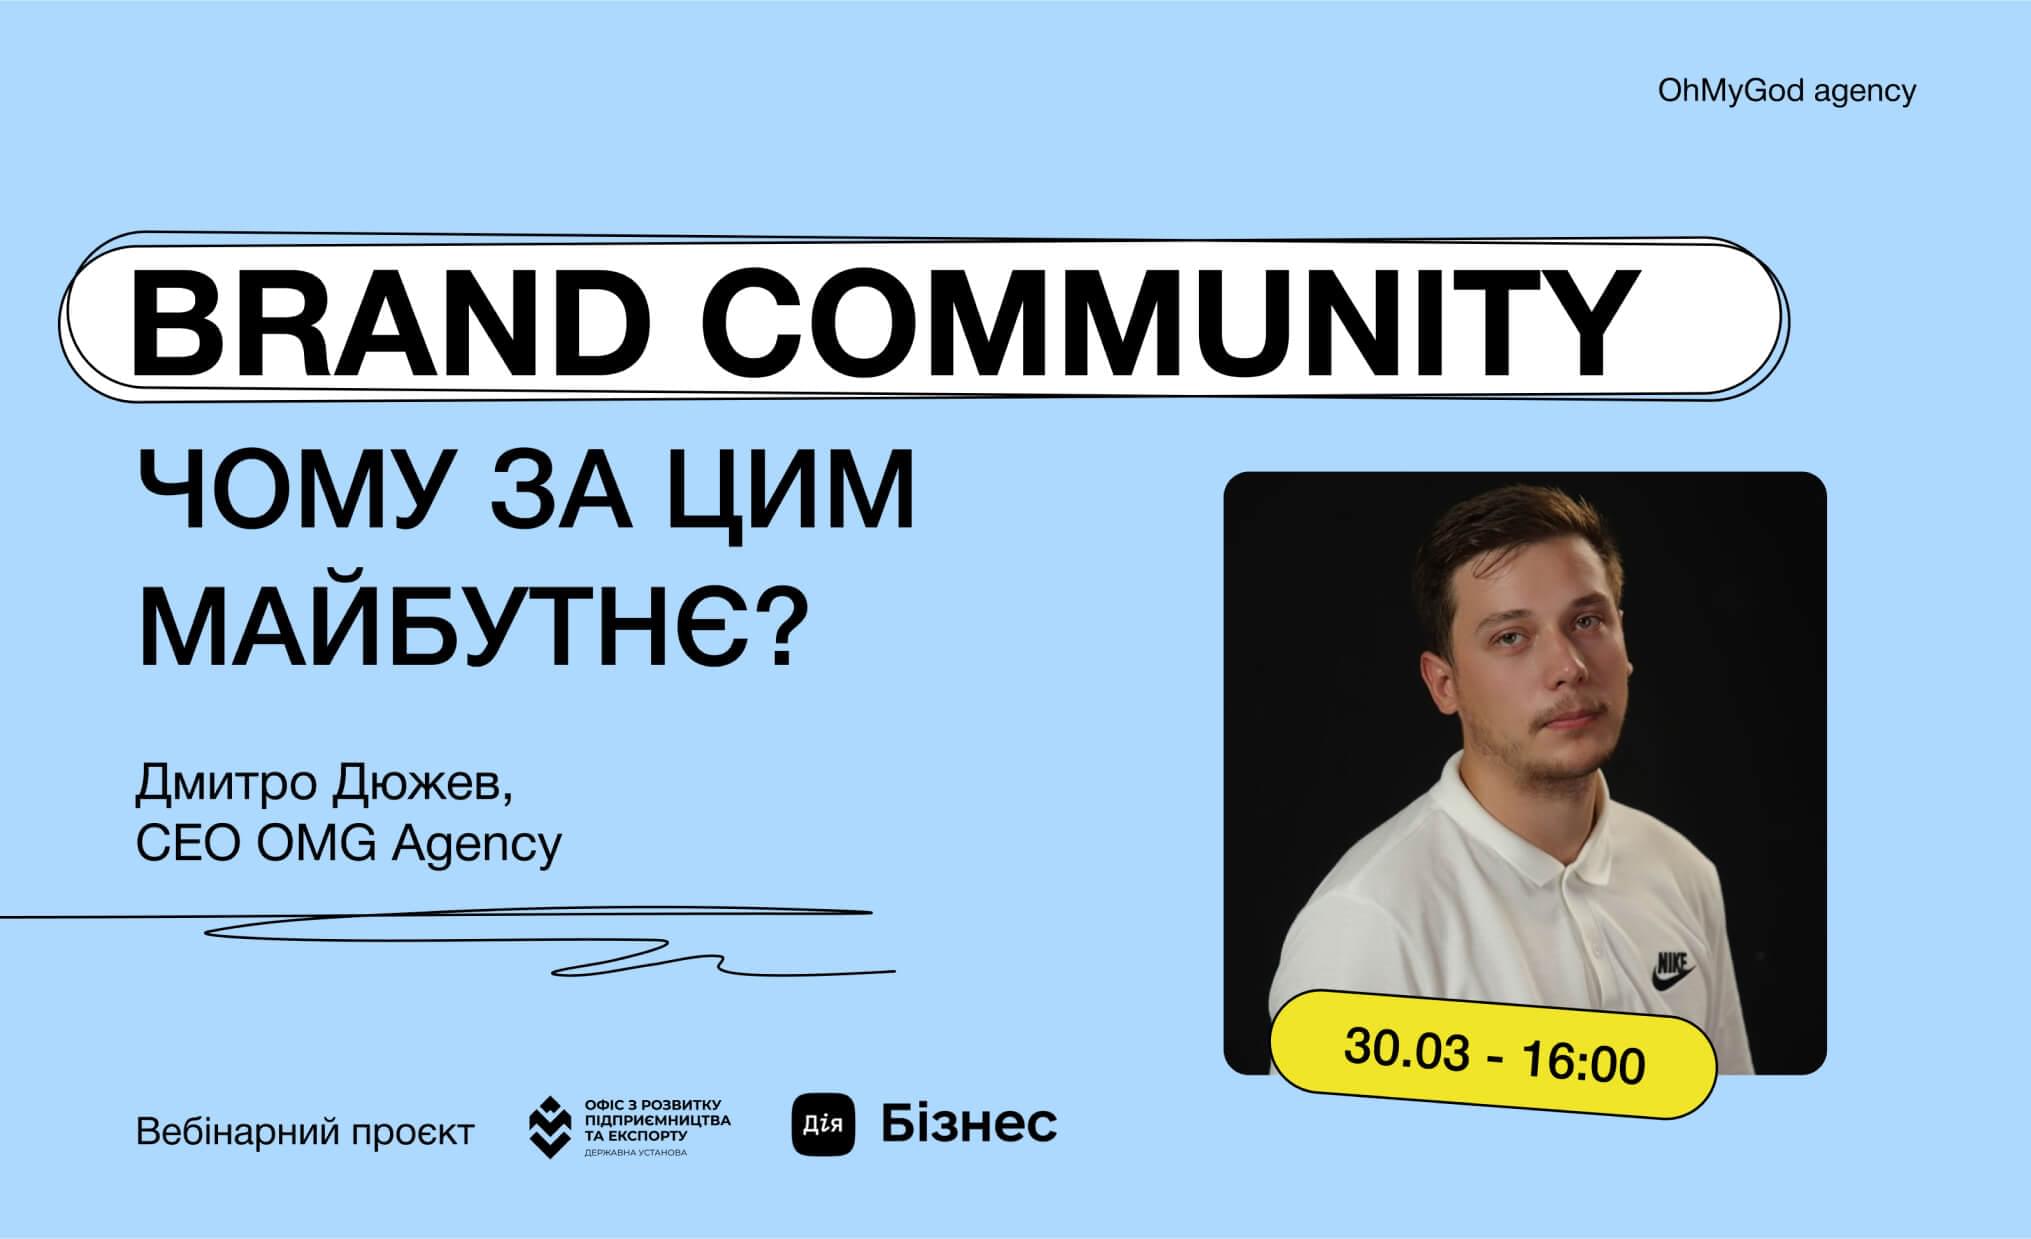 OhMyGod agency
BRAND COMMUNITY
ЧОМУ ЗА ЦИМ
МАЙБУТНЄ?
Дмитро Дюжев,
CEO OMG Agency
NIKE
30.03 - 16:00
Вебінарний проєкт
ОФІС З РОЗВИТКУ
ПІДПРИЄМНИЦТВА
ТА ЕКСПОРТУ
ДЕРЖАВНА УСТАНОВА
Дія
Бізнес